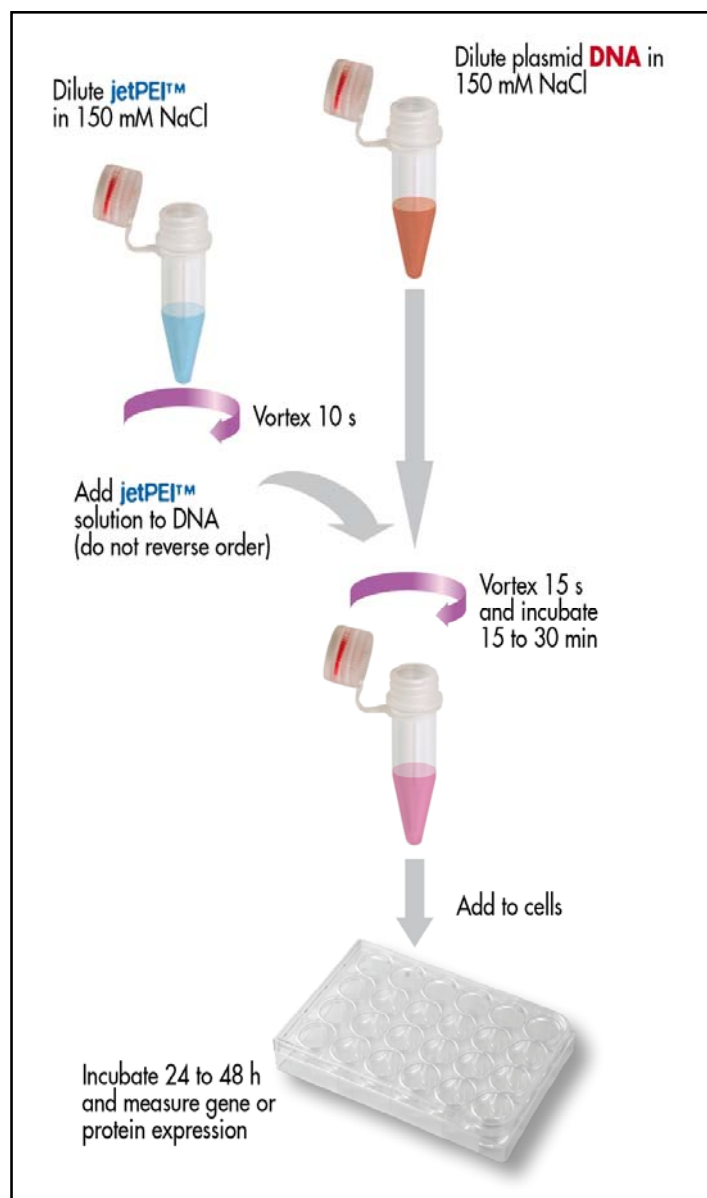 Dilute jetPEI™
in 150 mM NaCl
Dilute plasmid DNA in
150 mM NaCl
Vortex 10 s
Add jetPEI™
solution to DNA
(do not reverse order)
Vortex 15 s
and incubate
15 to 30 min
Add to cells
Incubate 24 to 48 h
and measure gene or
protein expression